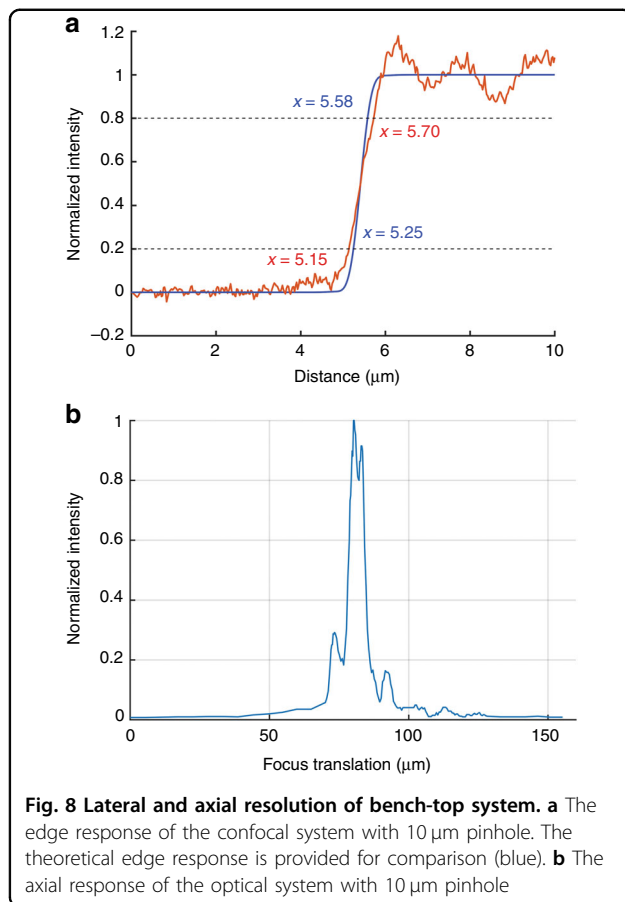 a
1.2
1
0.8
0.6
0.4
0.2
0
−0.2
Normalized intensity
x = 5.58
x = 5.70
x = 5.25
x = 5.15
0 2 4 6 8 10
Distance (μm)
b
1
0.8
0.6
0.4
0.2
0
Normalized intensity
0 50 100 150
Focus translation (μm)
Fig. 8 Lateral and axial resolution of bench-top system. a The
edge response of the confocal system with 10 μm pinhole. The
theoretical edge response is provided for comparison (blue). b The
axial response of the optical system with 10 μm pinhole